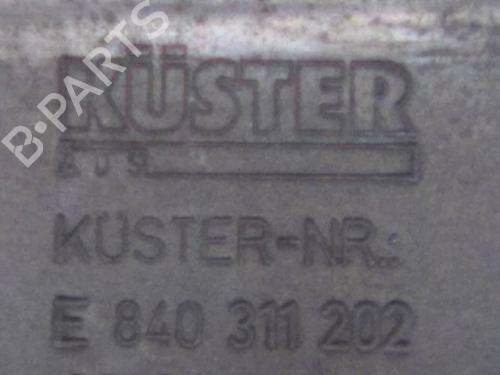 KÜSTER
KÜSTER-NR.:
E 840 311 202
B-PARTS